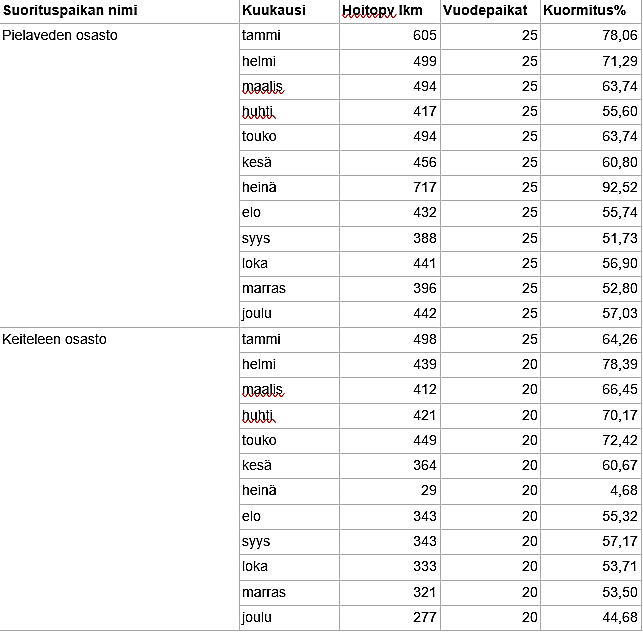 Suorituspaikan nimi Kuukausi Hoitopv lkm Vuodepaikat Kuormitus%
Pielaveden osasto tammi 605 25 78,06
helmi 499 25 71,29
maalis 494 25 63,74
huhti 417 25 55,60
touko 494 25 63,74
kesä 456 25 60,80
heinä 717 25 92,52
elo 432 25 55,74
syys 388 25 51,73
loka 441 25 56,90
marras 396 25 52,80
joulu 442 25 57,03
Keiteleen osasto tammi 498 25 64,26
helmi 439 20 78,39
maalis 412 20 66,45
huhti 421 20 70,17
touko 449 20 72,42
kesä 364 20 60,67
heinä 29 20 4,68
elo 343 20 55,32
syys 343 20 57,17
loka 333 20 53,71
marras 321 20 53,50
joulu 277 20 44,68